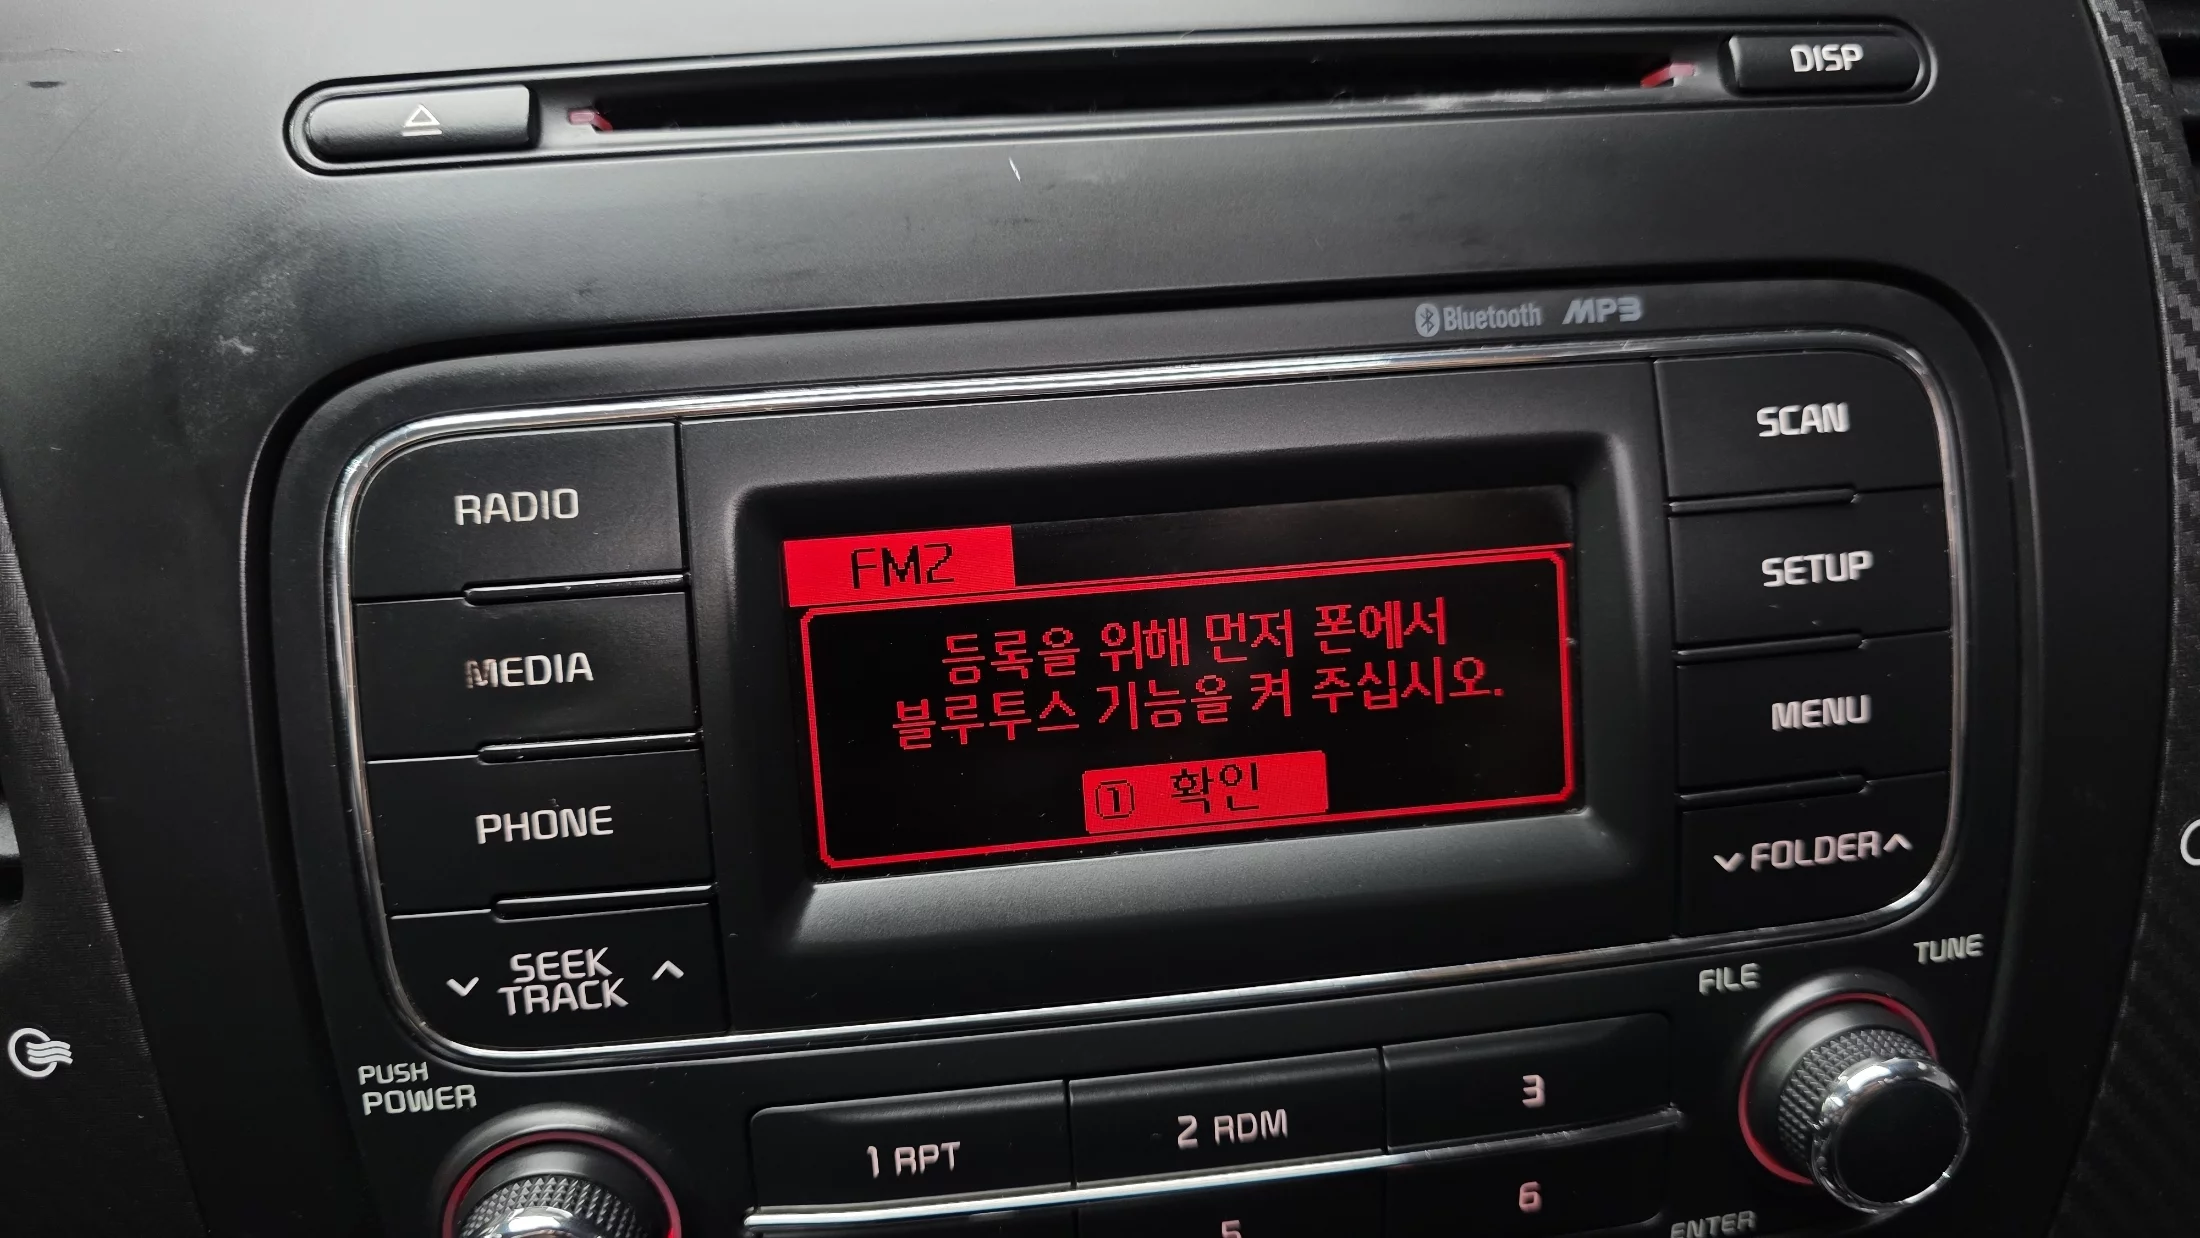 DISP
Bluetooth MP3
RADIO
SCAN
MEDIA
SETUP
PHONE
MENU
SEEK
TRACK
FOLDER
FM2
등록을 위해 먼저 폰에서
블루투스 기능을 켜 주십시오.
① 확인
PUSH
POWER
FILE
TUNE
1 RPT
2 RDM
3
5
6
ENTER